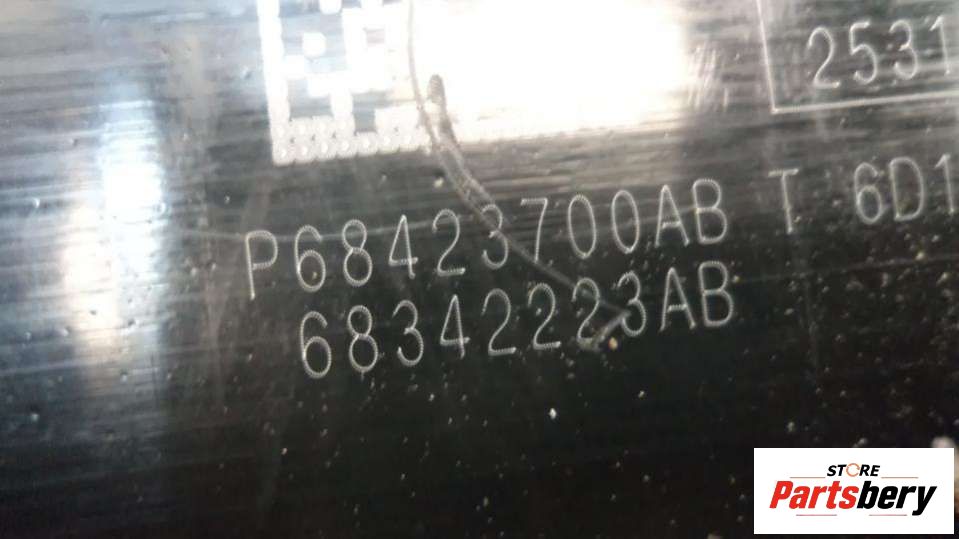 2531
P68423700AB T 6D1
68342223AB
STORE
Partsbery